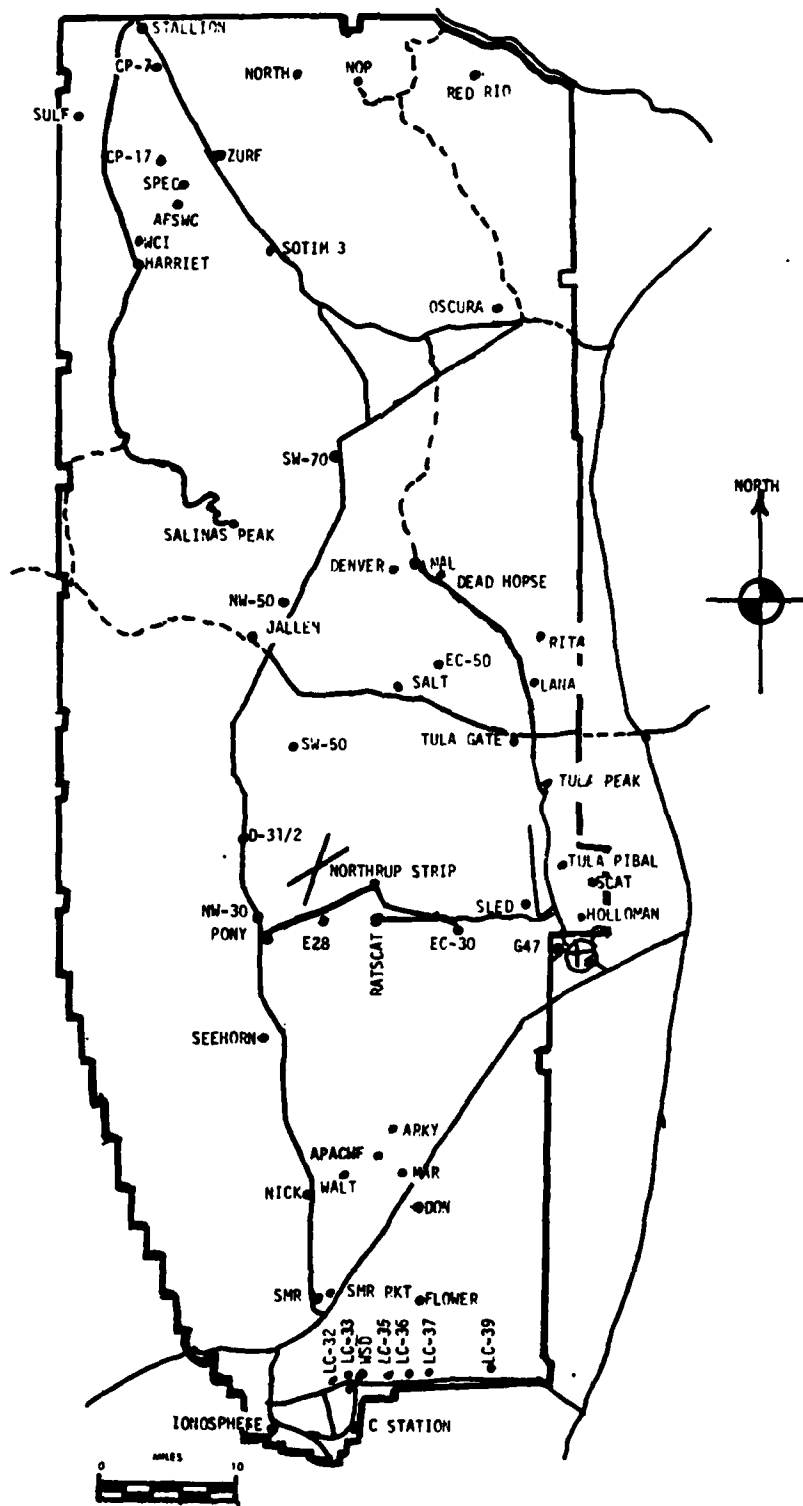 STALLION
CP-7
NORTH
NOP
RED RIO
SULF
CP-17
ZURF
SPEC
AFSWC
WCI
HARRIET
SOTIM 3
OSCURA
SW-70
NORTH
SALINAS PEAK
DENVER
MAL
DEAD HORSE
NW-50
JALLEN
RITA
EC-50
SALT
LANA
SW-50
TULA GATE
TULA PEAK
D-31/2
NORTHRUP STRIP
TULA PIBAL
SCAT
SLED
NW-30
HOLLOMAN
PONY
E28
RATSCAT
EC-30
G47
SEEHORN
ARKY
APACWF
WALT
MAR
NICK
DON
SMR
SMR RKT
FLOWER
LC-32
LC-33
WSD
LC-35
LC-36
LC-37
LC-39
IONOSPHERE
C STATION
MILES
0 10